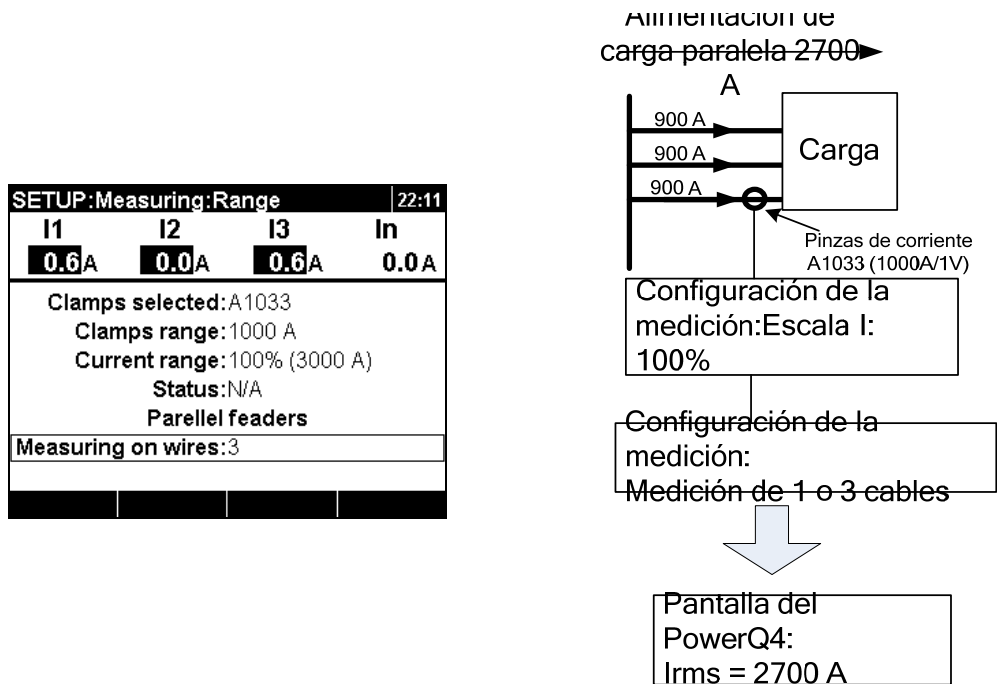 SETUP:Measuring:Range 22:11
I1 I2 I3 In
0.6A 0.0A 0.6A 0.0A
Clamps selected:A1033
Clamps range:1000 A
Current range:100% (3000 A)
Status:N/A
Parellel feaders
Measuring on wires:3
Alimentación de
carga paralela 2700
A
900 A
900 A
900 A
Carga
Pinzas de corriente
A1033 (1000A/1V)
Configuración de la
medición:Escala I:
100%
Configuración de la
medición:
Medición de 1 o 3 cables
Pantalla del
PowerQ4:
Irms = 2700 A